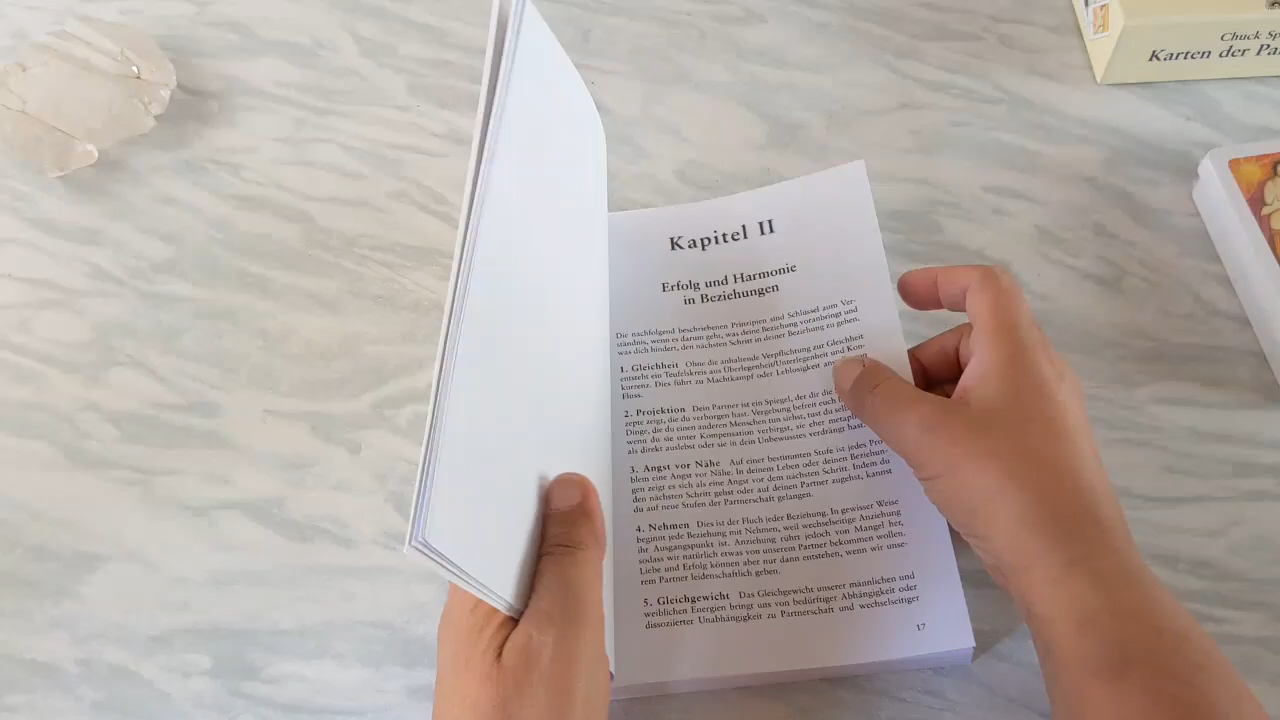 Chuck Sp
Karten der Pa
Kapitel II
Erfolg und Harmonie
in Beziehungen
Die nachfolgend beschriebenen Prinzipien sind Schlüssel zum Ver-
ständnis, wenn es darum geht, was deine Beziehung voranbringt und
was dich hindert, den nächsten Schritt in deiner Beziehung zu gehen.
1. Gleichheit Ohne die anhaltende Verpflichtung zur Gleichheit
entsteht ein Teufelskreis aus Überlegenheit/Unterlegenheit und Kon-
kurrenz. Dies führt zu Machtkampf oder Leblosigkeit
Fluss.
2. Projektion Dein Partner ist ein Spiegel, der dir die
zepte zeigt, die du verborgen hast. Vergebung befreit euch
Dinge, die du einen anderen Menschen tun siehst, tust du
wenn du sie unter Kompensation verbirgst, sie eher
als direkt auslebst oder sie in dein Unbewusstes verdrängt hast.
3. Angst vor Nähe Auf einer bestimmten Stufe ist jedes Pro-
blem eine Angst vor Nähe. In deinem Leben oder deinen Beziehun-
gen zeigt es sich als eine Angst vor dem nächsten Schritt. Indem du
den nächsten Schritt gehst oder auf deinen Partner zugehst, kannst
du auf neue Stufen der Partnerschaft gelangen.
4. Nehmen Dies ist der Fluch jeder Beziehung. In gewisser Weise
beginnt jede Beziehung mit Nehmen, weil wechselseitige Anziehung
ihr Ausgangspunkt ist. Anziehung rührt jedoch von Mangel her,
sodass wir natürlich etwas von unserem Partner bekommen wollen.
Liebe und Erfolg können aber nur dann entstehen, wenn wir unse-
rem Partner leidenschaftlich geben.
5. Gleichgewicht Das Gleichgewicht unserer männlichen und
weiblichen Energien bringt uns von bedürftiger Abhängigkeit oder
dissoziierter Unabhängigkeit zu Partnerschaft und wechselseitiger
17